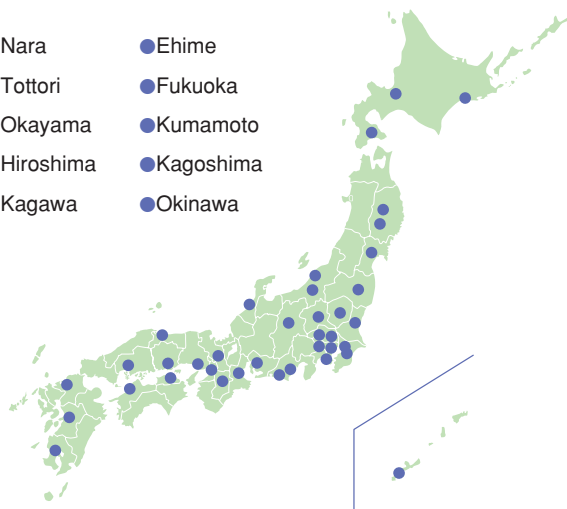 Nara ●Ehime
Tottori ●Fukuoka
Okayama ●Kumamoto
Hiroshima ●Kagoshima
Kagawa ●Okinawa